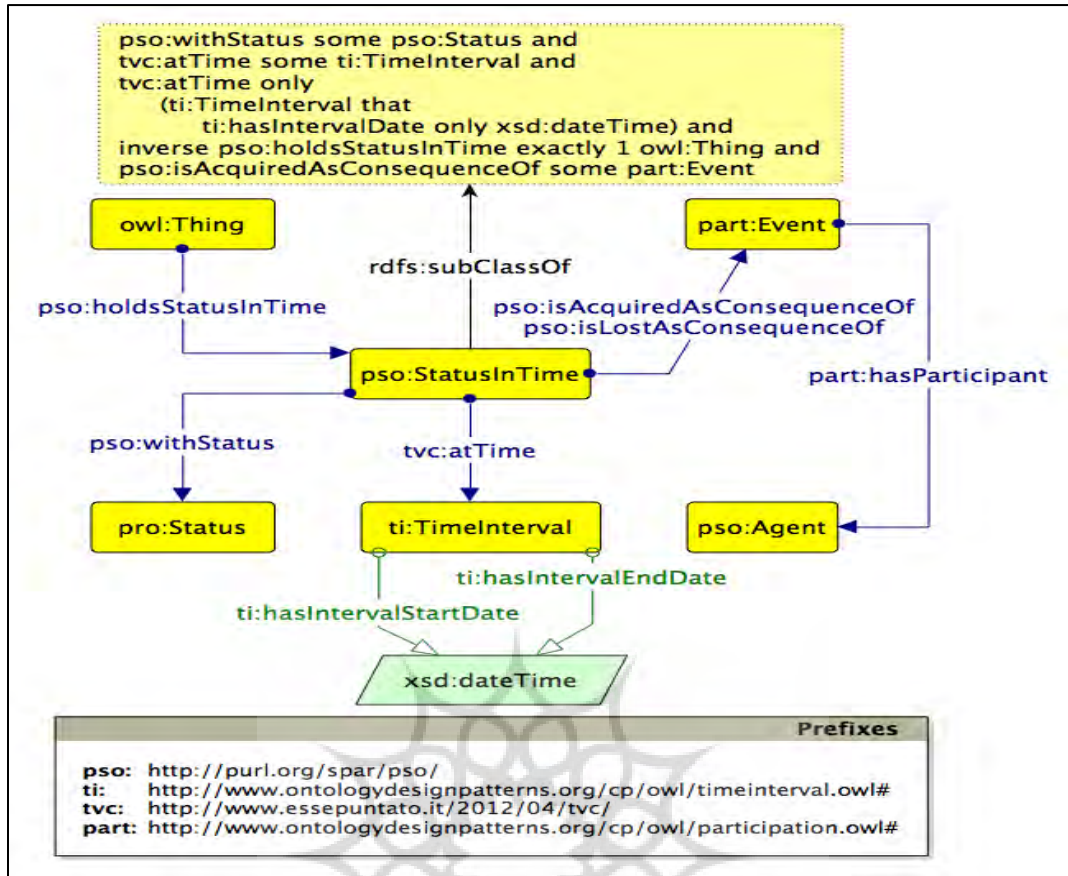 pso:withStatus some pso:Status and
tvc:atTime some ti:TimeInterval and
tvc:atTime only
(ti:TimeInterval that
ti:hasIntervalDate only xsd:dateTime) and
inverse pso:holdsStatusInTime exactly 1 owl:Thing and
pso:isAcquiredAsConsequenceOf some part:Event
owl:Thing
part:Event
rdfs:subClassOf
pso:holdsStatusInTime
pso:isAcquiredAsConsequenceOf
pso:isLostAsConsequenceOf
pso:StatusInTime
part:hasParticipant
pso:withStatus
tvc:atTime
pro:Status
ti:TimeInterval
pso:Agent
ti:hasIntervalEndDate
ti:hasIntervalStartDate
xsd:dateTime
Prefixes
pso: http://purl.org/spar/pso/
ti: http://www.ontologydesignpatterns.org/cp/owl/timeinterval.owl#
tvc: http://www.essepuntato.it/2012/04/tvc/
part: http://www.ontologydesignpatterns.org/cp/owl/participation.owl#